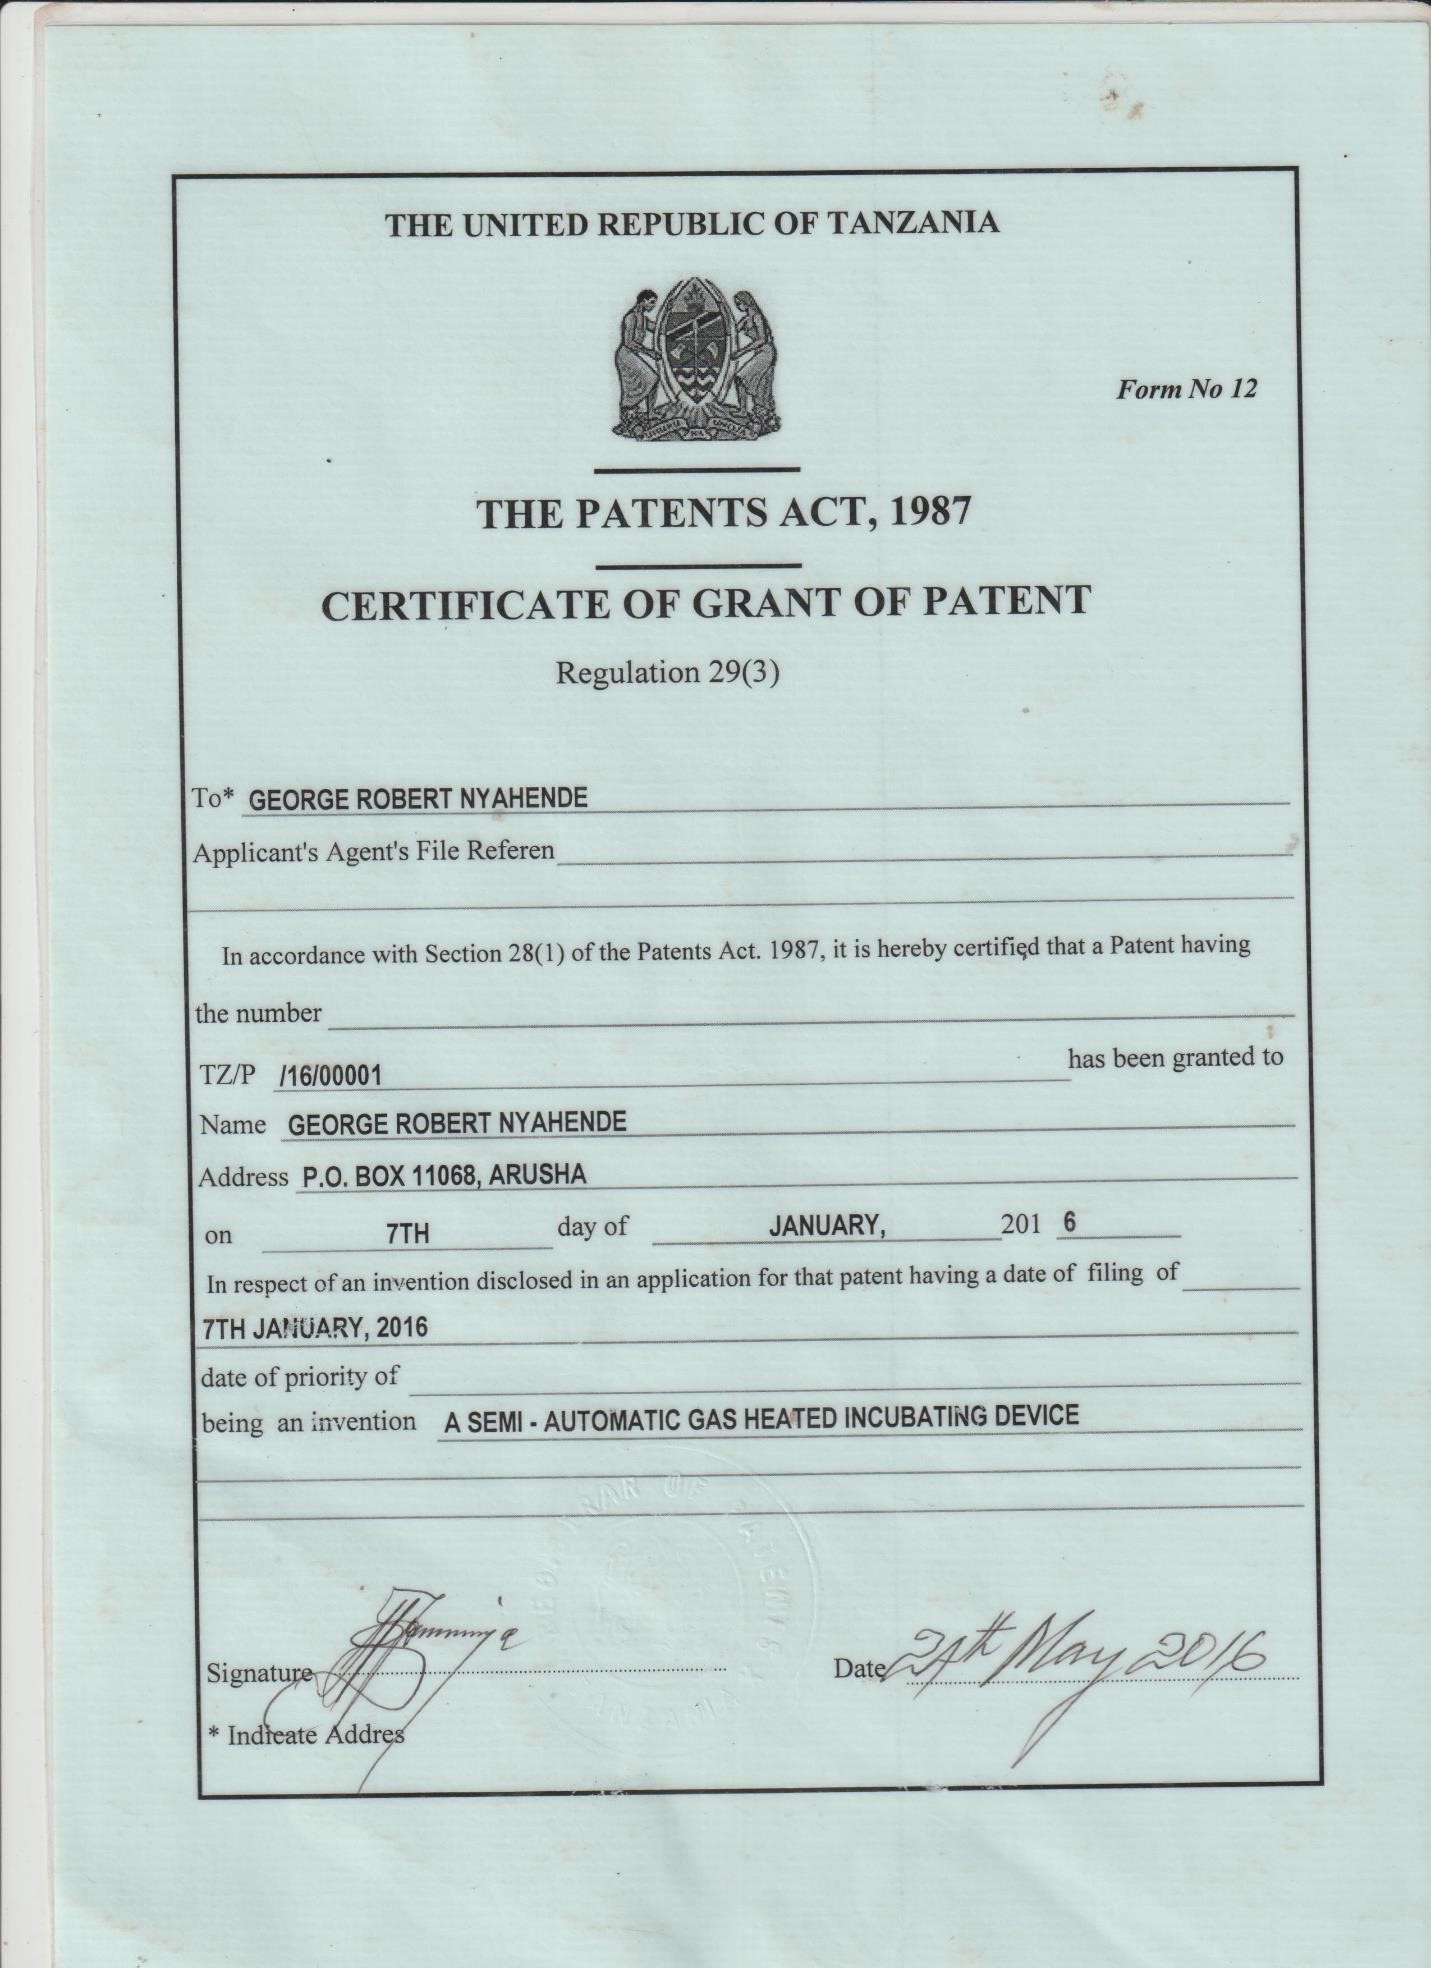 THE UNITED REPUBLIC OF TANZANIA
UHURU NA UMOJA
Form No 12
THE PATENTS ACT, 1987
CERTIFICATE OF GRANT OF PATENT
Regulation 29(3)
To* GEORGE ROBERT NYAHENDE
Applicant's Agent's File Referen
In accordance with Section 28(1) of the Patents Act. 1987, it is hereby certified that a Patent having
the number
TZ/P /16/00001 has been granted to
Name GEORGE ROBERT NYAHENDE
Address P.O. BOX 11068, ARUSHA
on 7TH day of JANUARY, 201 6
In respect of an invention disclosed in an application for that patent having a date of filing of
7TH JANUARY, 2016
date of priority of
being an invention A SEMI - AUTOMATIC GAS HEATED INCUBATING DEVICE
OF PATENTS
Signature Date 24th May 2016
* Indicate Addres